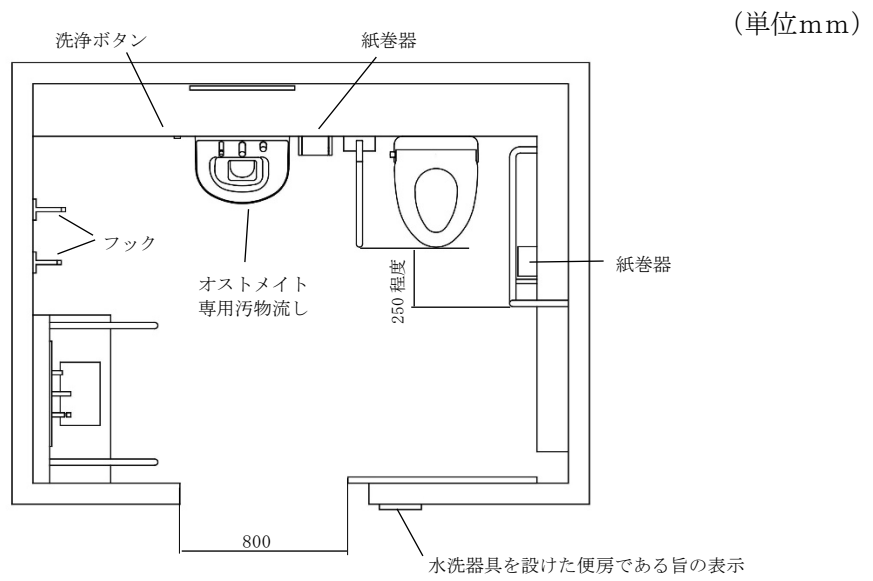 （単位ｍｍ）
洗浄ボタン
紙巻器
フック
オストメイト
専用汚物流し
250 程度
紙巻器
800
水洗器具を設けた便房である旨の表示